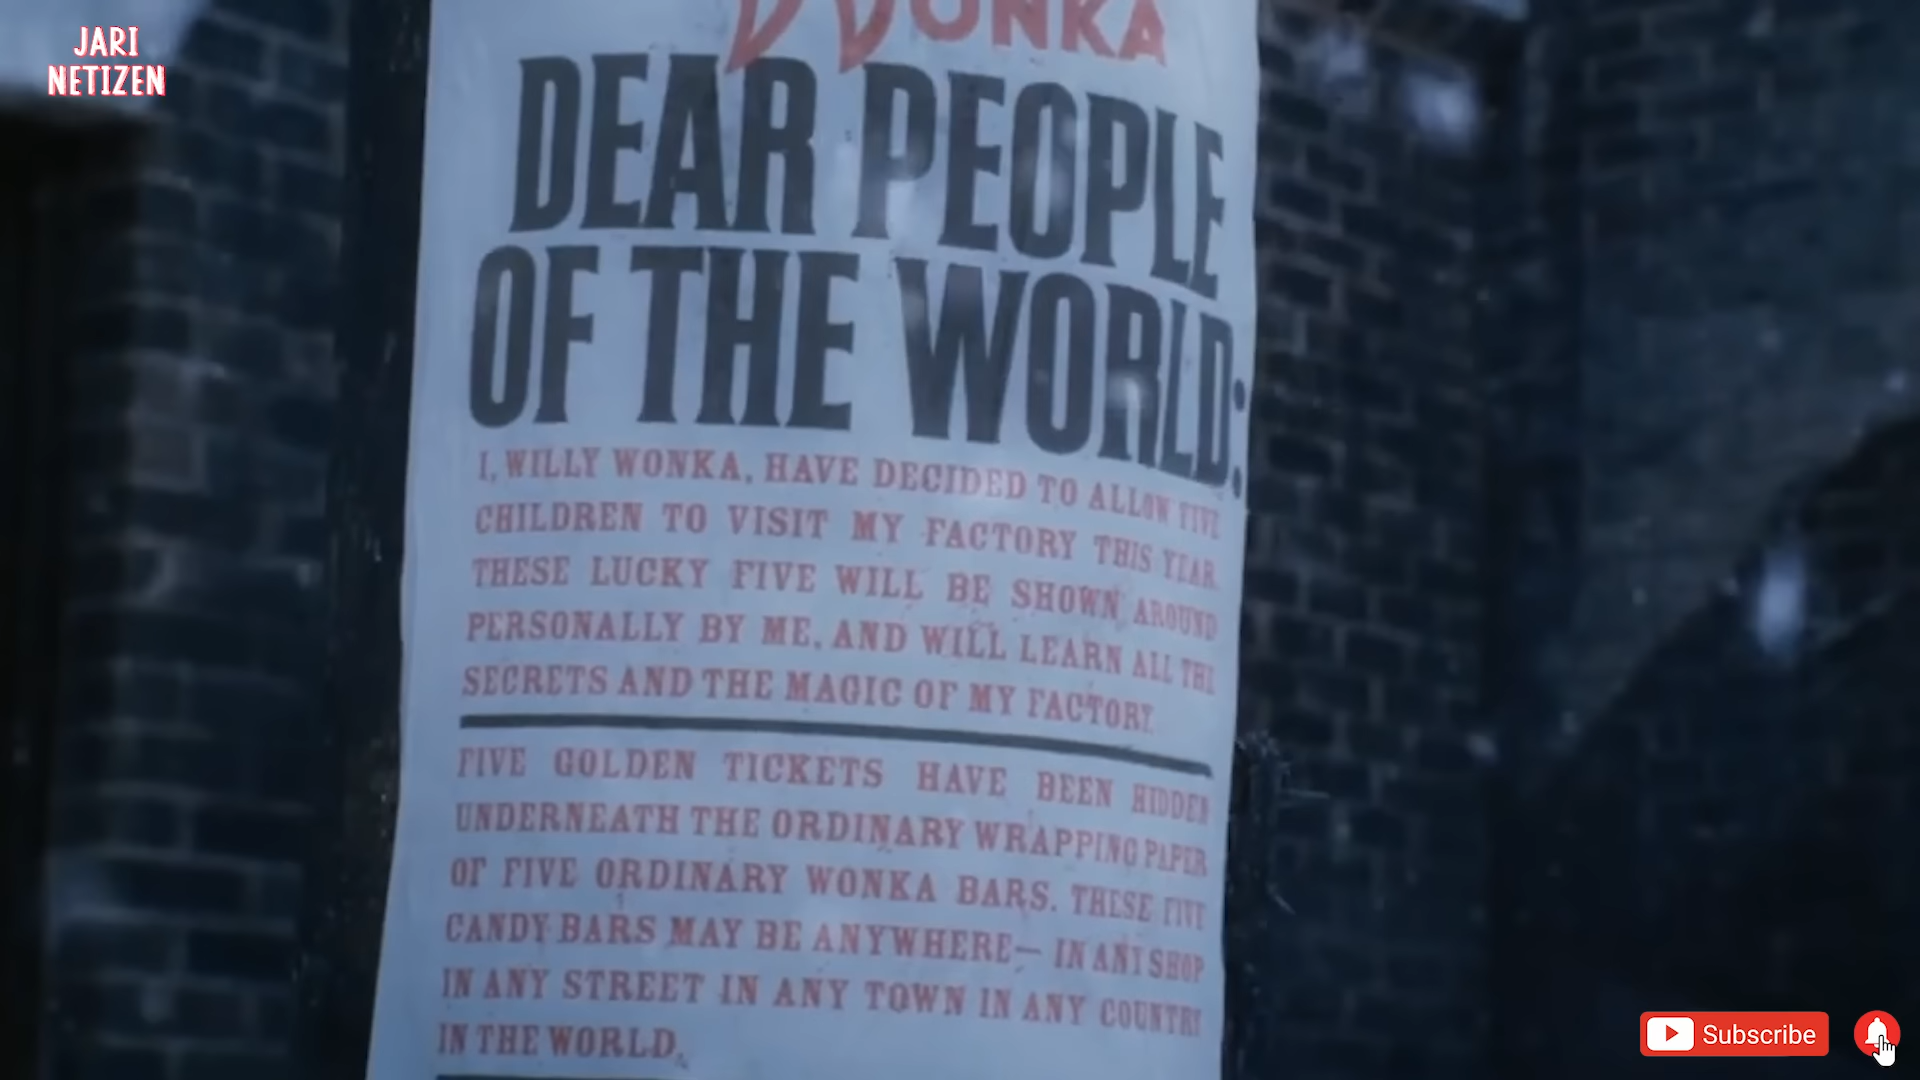 JARI
NETIZEN
WONKA
DEAR PEOPLE
OF THE WORLD:
I, WILLY WONKA, HAVE DECIDED TO ALLOW FIVE
CHILDREN TO VISIT MY FACTORY THIS YEAR.
THESE LUCKY FIVE WILL BE SHOWN AROUND
PERSONALLY BY ME, AND WILL LEARN ALL THE
SECRETS AND THE MAGIC OF MY FACTORY.
FIVE GOLDEN TICKETS HAVE BEEN HIDDEN
UNDERNEATH THE ORDINARY WRAPPING PAPER
OF FIVE ORDINARY WONKA BARS. THESE FIVE
CANDY BARS MAY BE ANYWHERE— IN ANY SHOP
IN ANY STREET IN ANY TOWN IN ANY COUNTRY
IN THE WORLD.
Subscribe